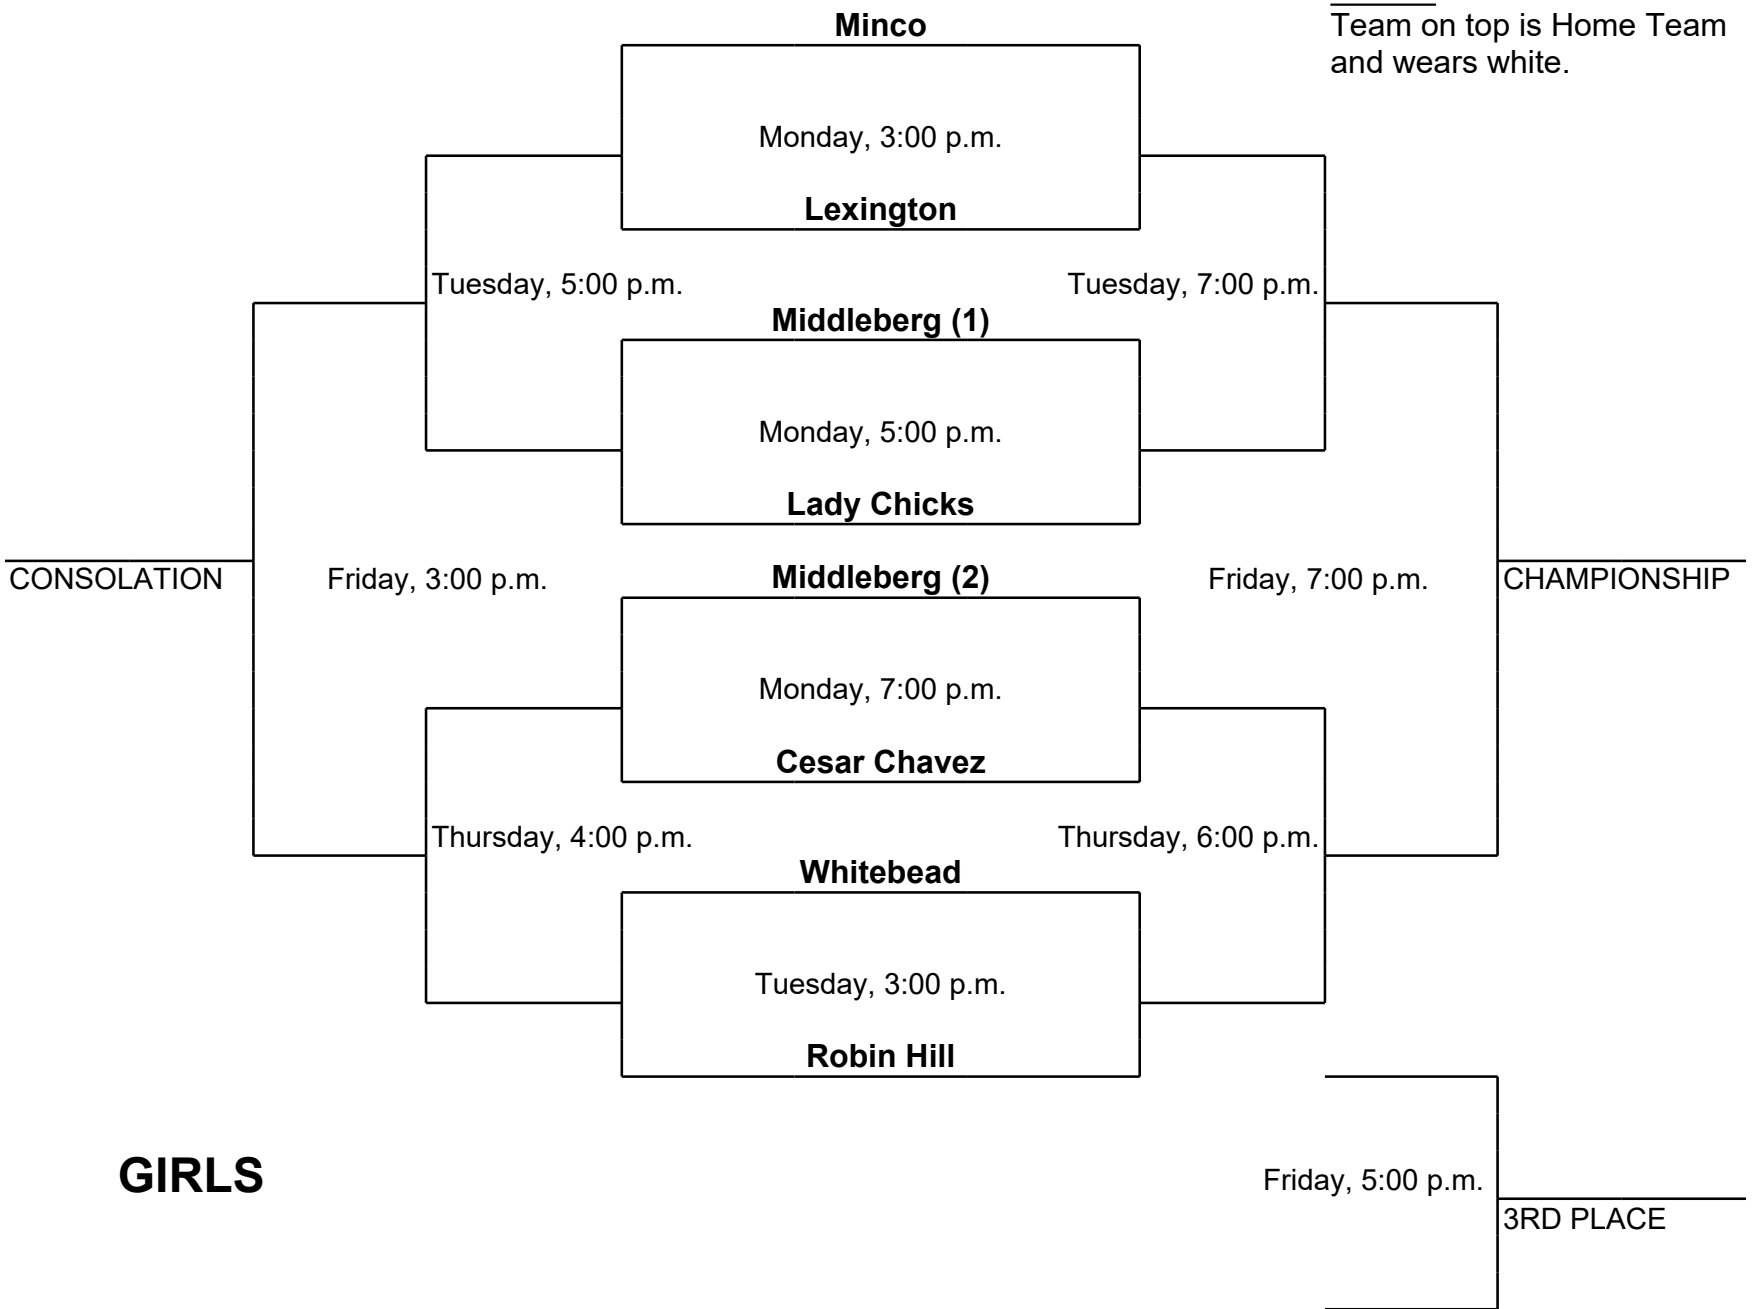 Minco
Team on top is Home Team
and wears white.
Monday, 3:00 p.m.
Lexington
Tuesday, 5:00 p.m.
Tuesday, 7:00 p.m.
Middleberg (1)
Monday, 5:00 p.m.
Lady Chicks
CONSOLATION
Friday, 3:00 p.m.
Middleberg (2)
Friday, 7:00 p.m.
CHAMPIONSHIP
Monday, 7:00 p.m.
Cesar Chavez
Thursday, 4:00 p.m.
Thursday, 6:00 p.m.
Whitebead
Tuesday, 3:00 p.m.
Robin Hill
GIRLS
Friday, 5:00 p.m.
3RD PLACE